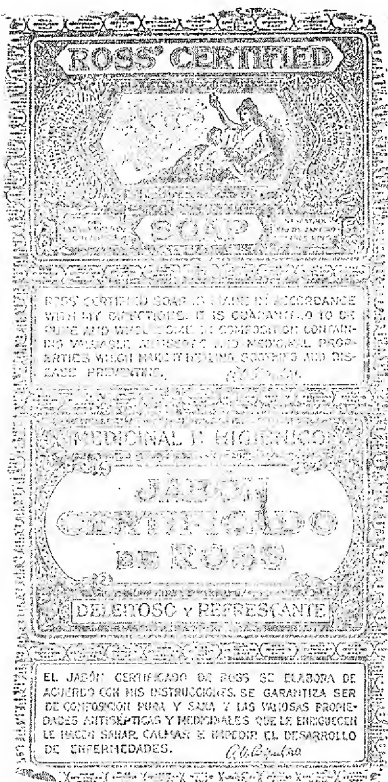 ROSS' CERTIFIED
SOAP
ROSS' CERTIFIED SOAP IS MADE IN ACCORDANCE
WITH MY DIRECTIONS. IT IS GUARANTEED TO BE
PURE AND WHOLESOME IN COMPOSITION CONTAIN-
ING VALUABLE ANTISEPTIC AND MEDICINAL PROP-
ERTIES WHICH MAKE IT HEALING SOOTHING AND DIS-
EASE PREVENTING.
MEDICINAL É HIGIENICO
JABÓN
CERTIFICADO
DE ROSS
DELEITOSO Y REFRESCANTE
EL JABÓN CERTIFICADO DE ROSS SE ELABORA DE
ACUERDO CON MIS INSTRUCCIONES. SE GARANTIZA SER
DE COMPOSICION PURA Y SANA Y LAS VALIOSAS PROPIE-
DADES ANTISÉPTICAS Y MEDICINALES QUE LE ENRIQUECEN
LE HACEN SANAR, CALMAR É IMPEDIR EL DESARROLLO
DE ENFERMEDADES.